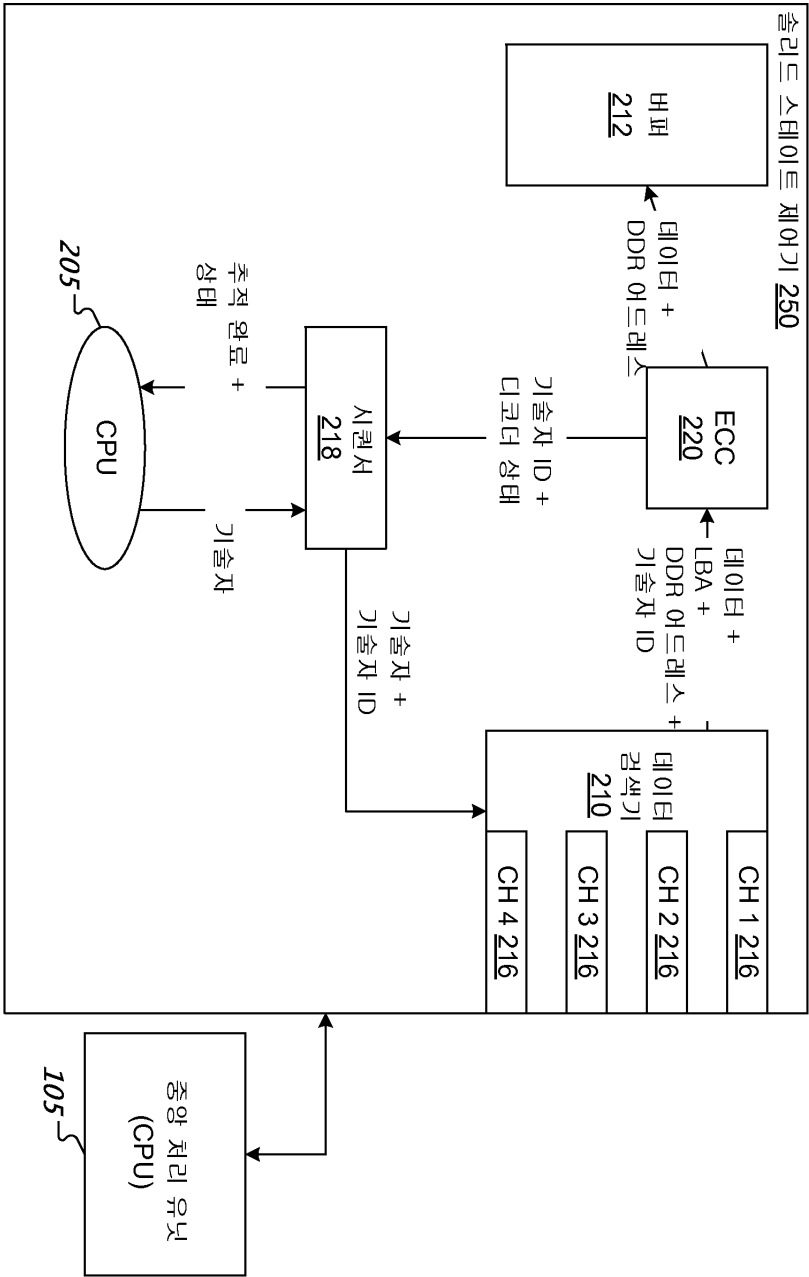 솔리드 스테이트 제어기 250
버퍼
212
데이터 +
DDR 어드레스
ECC
220
데이터 +
LBA +
DDR 어드레스 +
기술자 ID
데이터
검색기
210
CH 1 216
CH 2 216
CH 3 216
CH 4 216
기술자 ID +
디코더 상태
시퀀서
218
기술자 +
기술자 ID
추적 완료 +
상태
기술자
205
CPU
중앙 처리 유닛
(CPU)
105